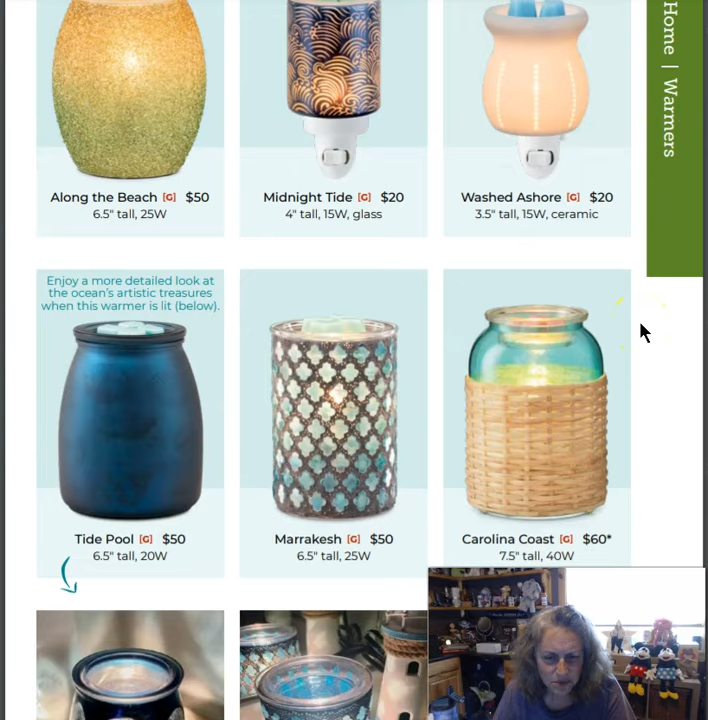 Home | Warmers
Along the Beach [G] $50
6.5" tall, 25W
Midnight Tide [G] $20
4" tall, 15W, glass
Washed Ashore [G] $20
3.5" tall, 15W, ceramic
Enjoy a more detailed look at
the ocean's artistic treasures
when this warmer is lit (below).
Tide Pool [G] $50
6.5" tall, 20W
Marrakesh [G] $50
6.5" tall, 25W
Carolina Coast [G] $60*
7.5" tall, 40W